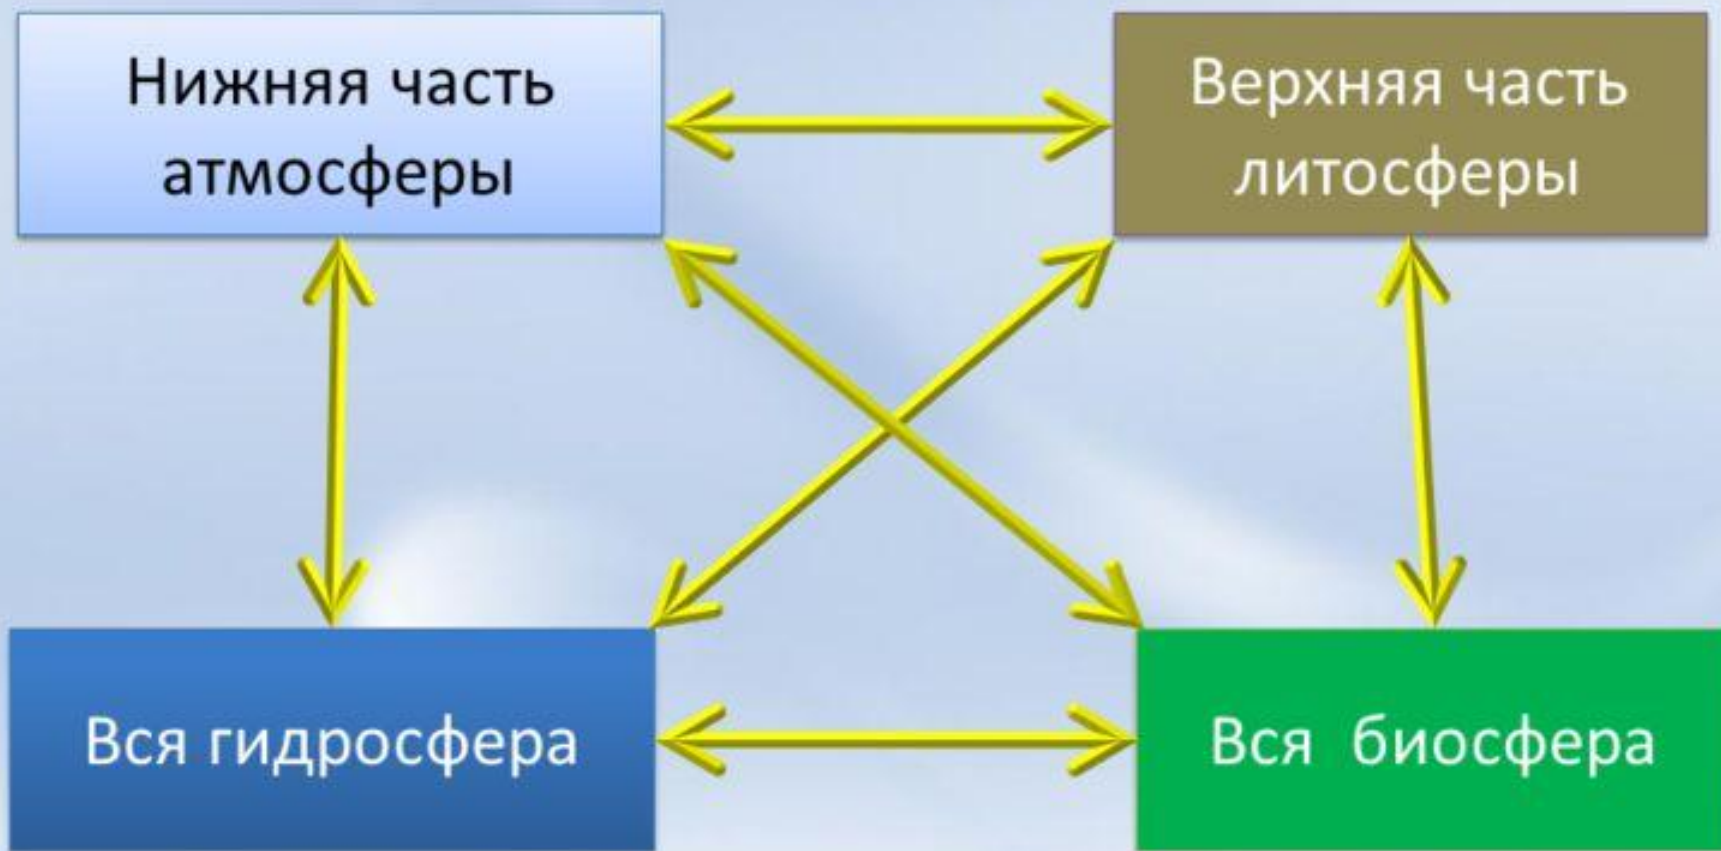 Нижняя часть
атмосферы
Верхняя часть
литосферы
Вся гидросфера
Вся биосфера